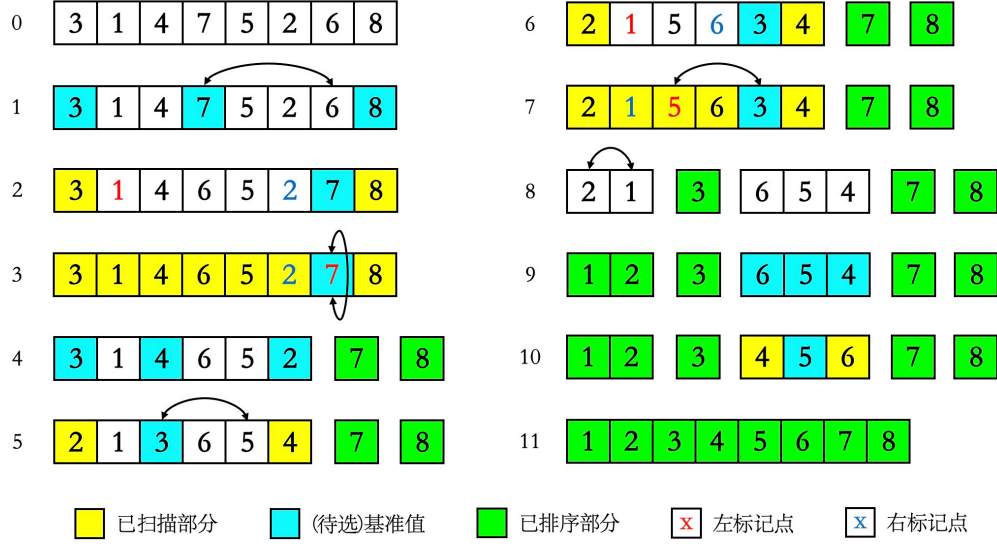 0 3 1 4 7 5 2 6 8
1 3 1 4 7 5 2 6 8
2 3 1 4 6 5 2 7 8
3 3 1 4 6 5 2 7 8
4 3 1 4 6 5 2 7 8
5 2 1 3 6 5 4 7 8
6 2 1 5 6 3 4 7 8
7 2 1 5 6 3 4 7 8
8 2 1 3 6 5 4 7 8
9 1 2 3 6 5 4 7 8
10 1 2 3 4 5 6 7 8
11 1 2 3 4 5 6 7 8
已扫描部分 (待选)基准值 已排序部分 x 左标记点 x 右标记点